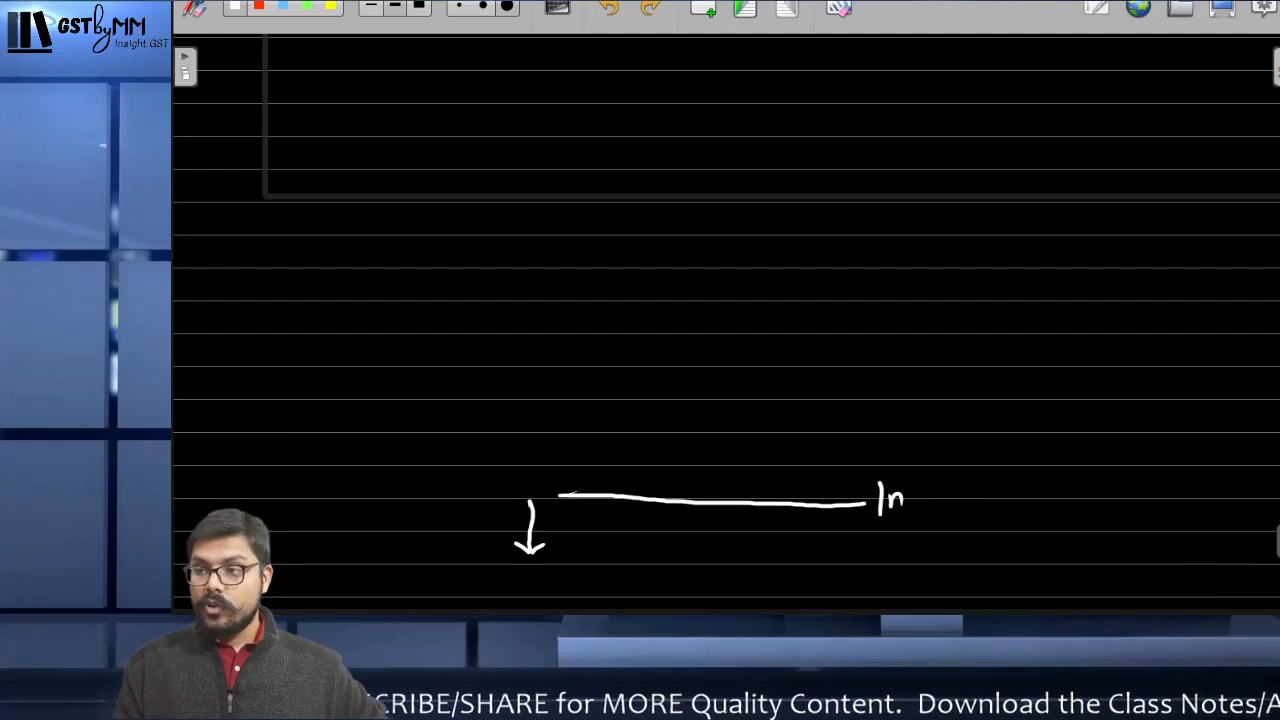 GSTbyMM
Insight GST
In
CRIBE/SHARE for MORE Quality Content. Download the Class Notes/A